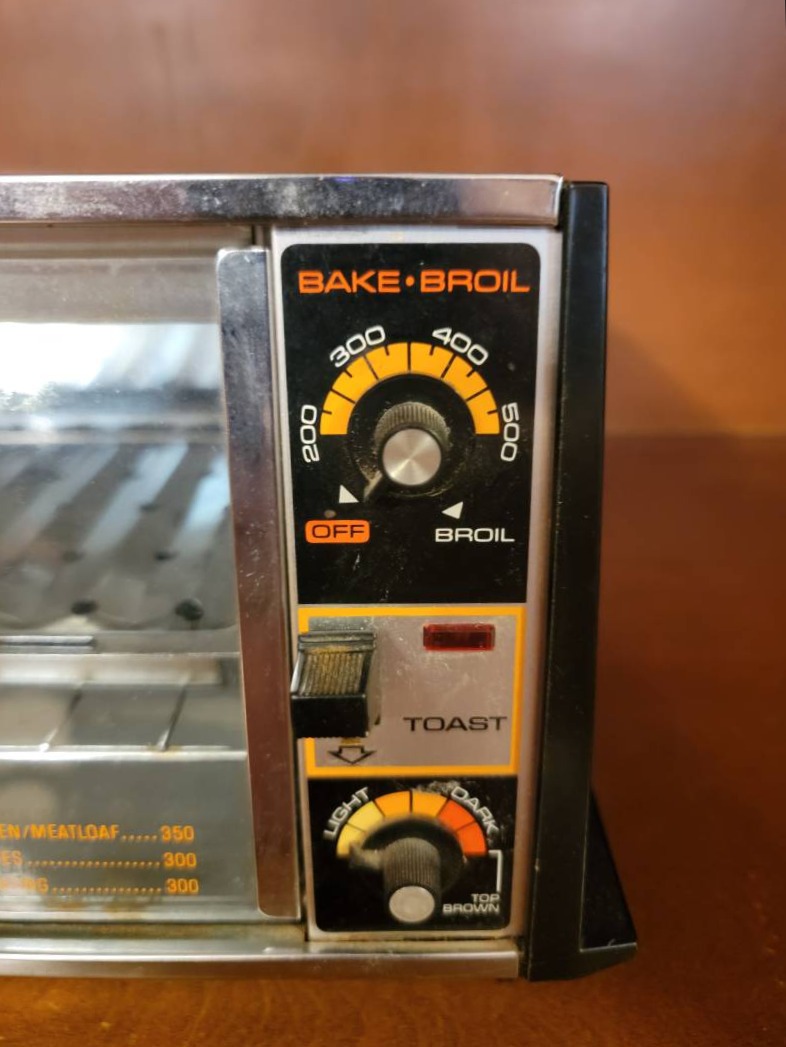 BAKE•BROIL
300 400
200 500
OFF BROIL
TOAST
LIGHT DARK
TOP
BROWN
EN/MEATLOAF.....350
ES................300
ING................300